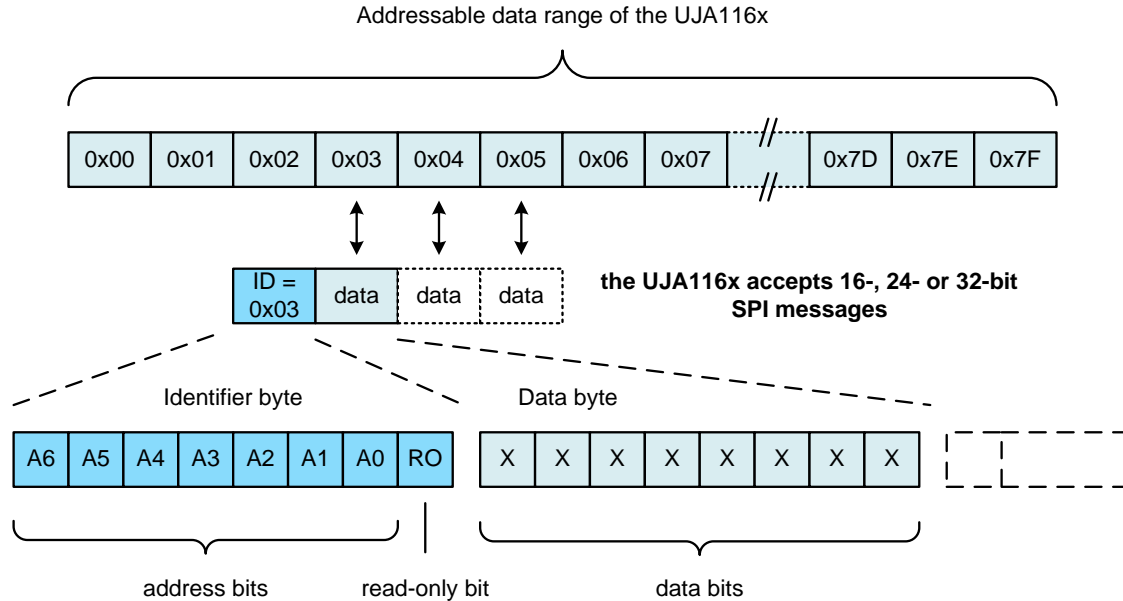 Addressable data range of the UJA116x
0x00 0x01 0x02 0x03 0x04 0x05 0x06 0x07 // // 0x7D 0x7E 0x7F
ID =
0x03
data data data
the UJA116x accepts 16-, 24- or 32-bit
SPI messages
Identifier byte Data byte
A6 A5 A4 A3 A2 A1 A0 RO X X X X X X X X
address bits read-only bit data bits